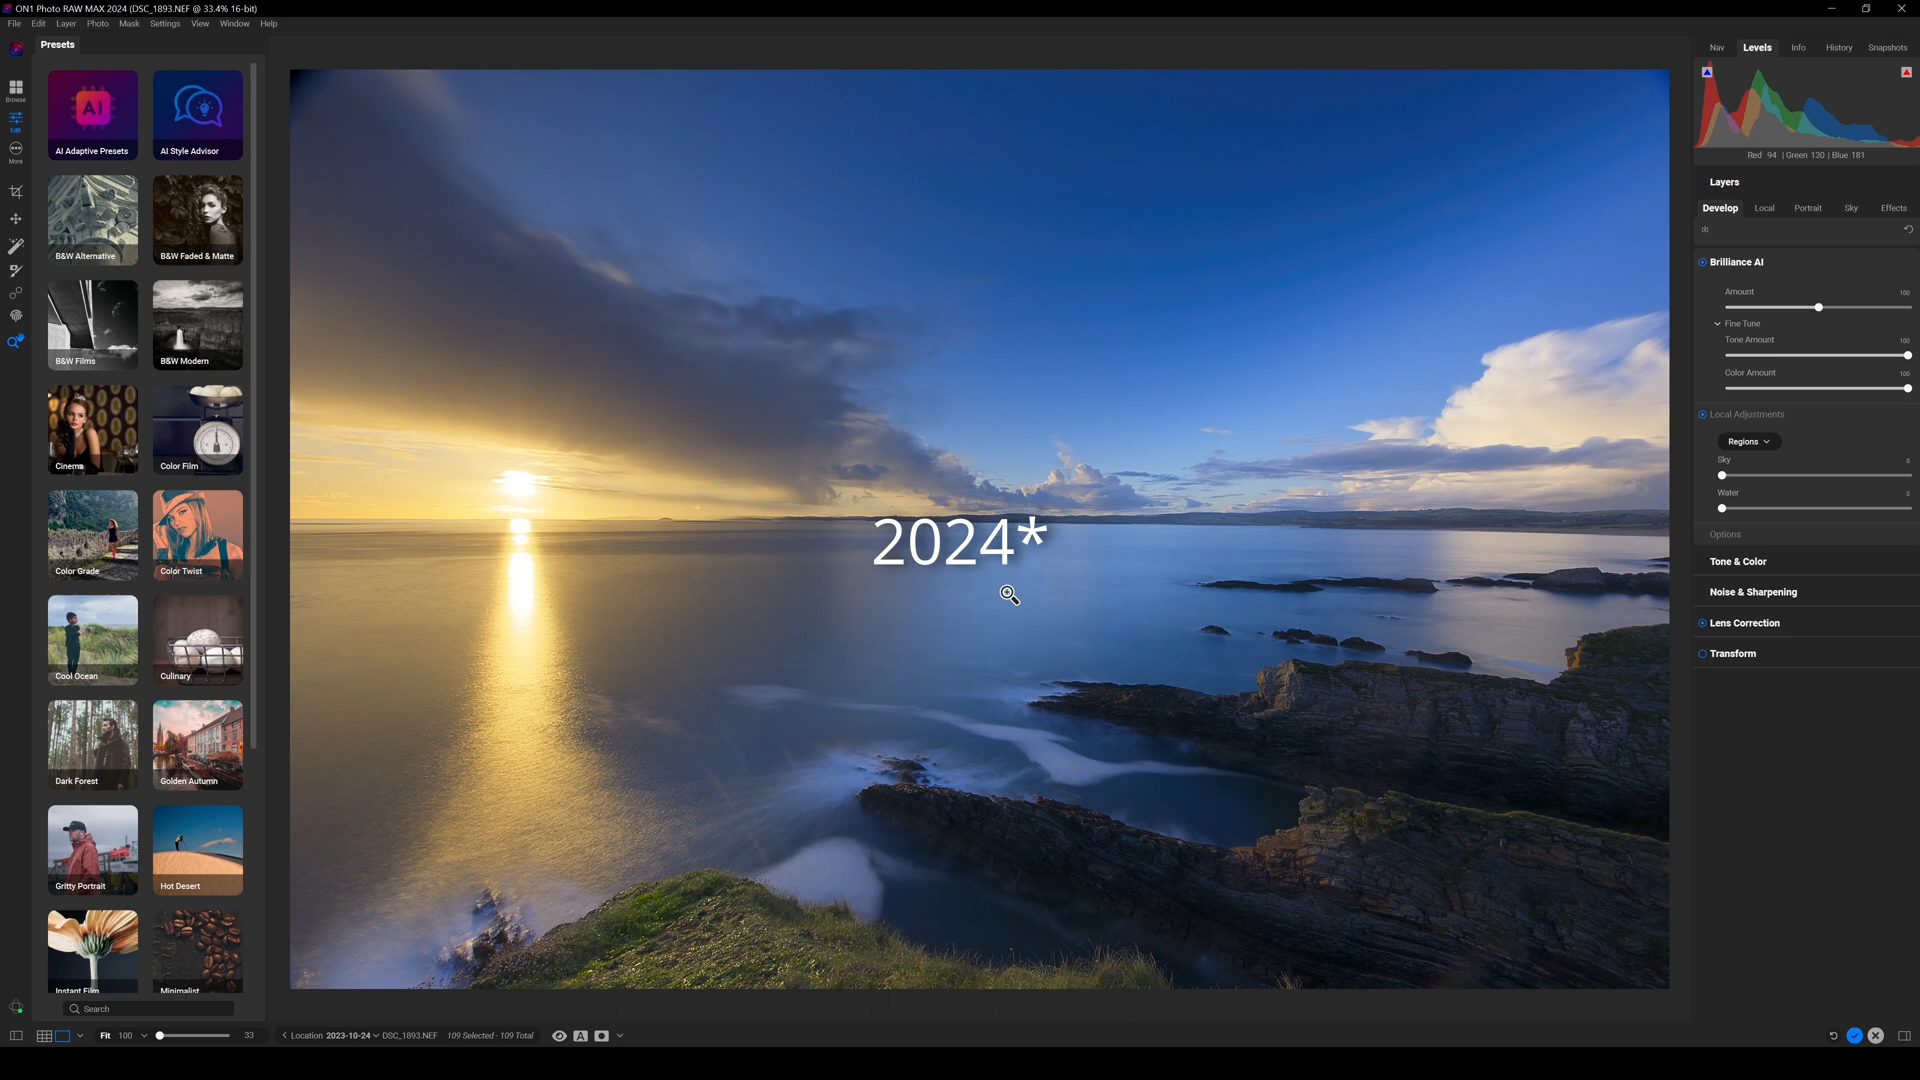 ON1 Photo RAW MAX 2024 (DSC_1893.NEF @ 33.4% 16-bit)
File Edit Layer Photo Mask Settings View Window Help
Presets
Nav Levels Info History Snapshots
Browse
Edit
More
AI
AI Adaptive Presets
AI Style Advisor
B&W Alternative
B&W Faded & Matte
B&W Films
B&W Modern
Cinema
Color Film
Color Grade
Color Twist
Cool Ocean
Culinary
Dark Forest
Golden Autumn
Gritty Portrait
Hot Desert
Instant Film
Minimalist
Search
2024*
Red 94 | Green 130 | Blue 181
Layers
Develop Local Portrait Sky Effects
Brilliance AI
Amount 100
Fine Tune
Tone Amount 100
Color Amount 100
Local Adjustments
Regions
Sky 0
Water 0
Options
Tone & Color
Noise & Sharpening
Lens Correction
Transform
Fit 100 33 Location 2023-10-24 DSC_1893.NEF 109 Selected - 109 Total A